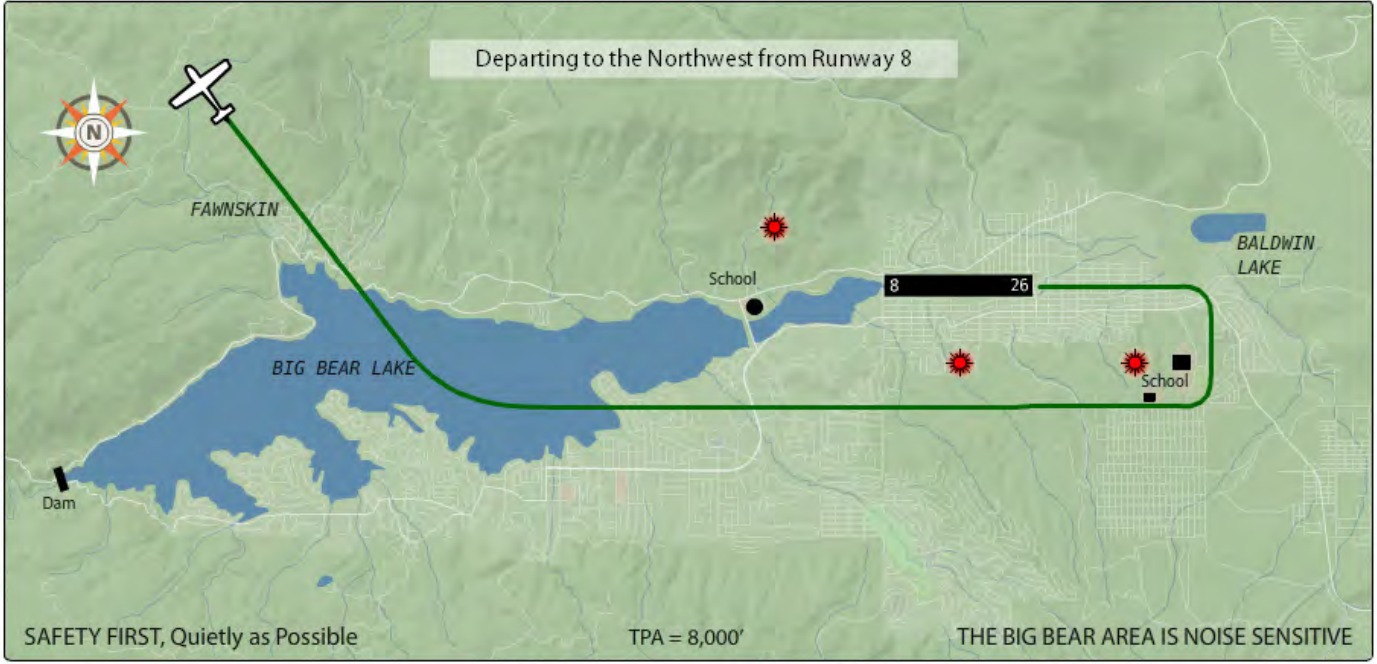 Departing to the Northwest from Runway 8
N
FAWNSKIN
School
8 26
BALDWIN
LAKE
BIG BEAR LAKE
School
Dam
SAFETY FIRST, Quietly as Possible
TPA = 8,000′
THE BIG BEAR AREA IS NOISE SENSITIVE